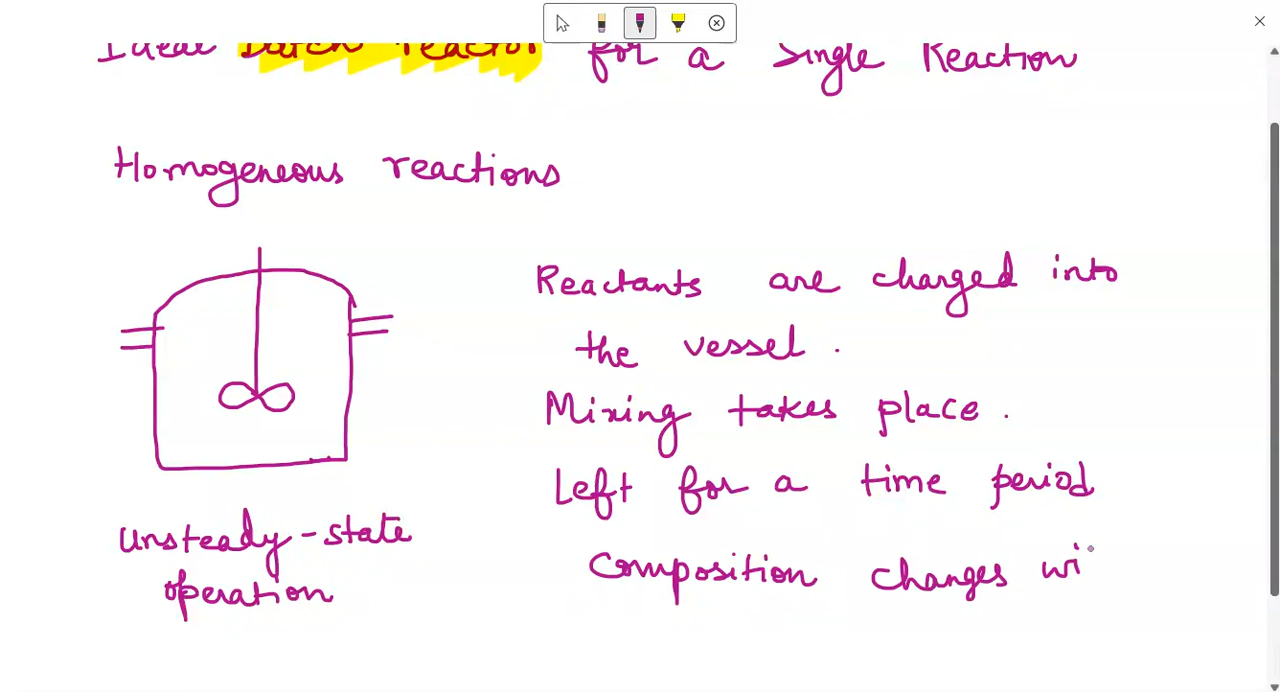 Ideal Batch reactor for a Single Reaction
Homogeneous reactions
Reactants are charged into
the vessel.
Mixing takes place.
Left for a time period
Composition changes wi
Unsteady-state
operation